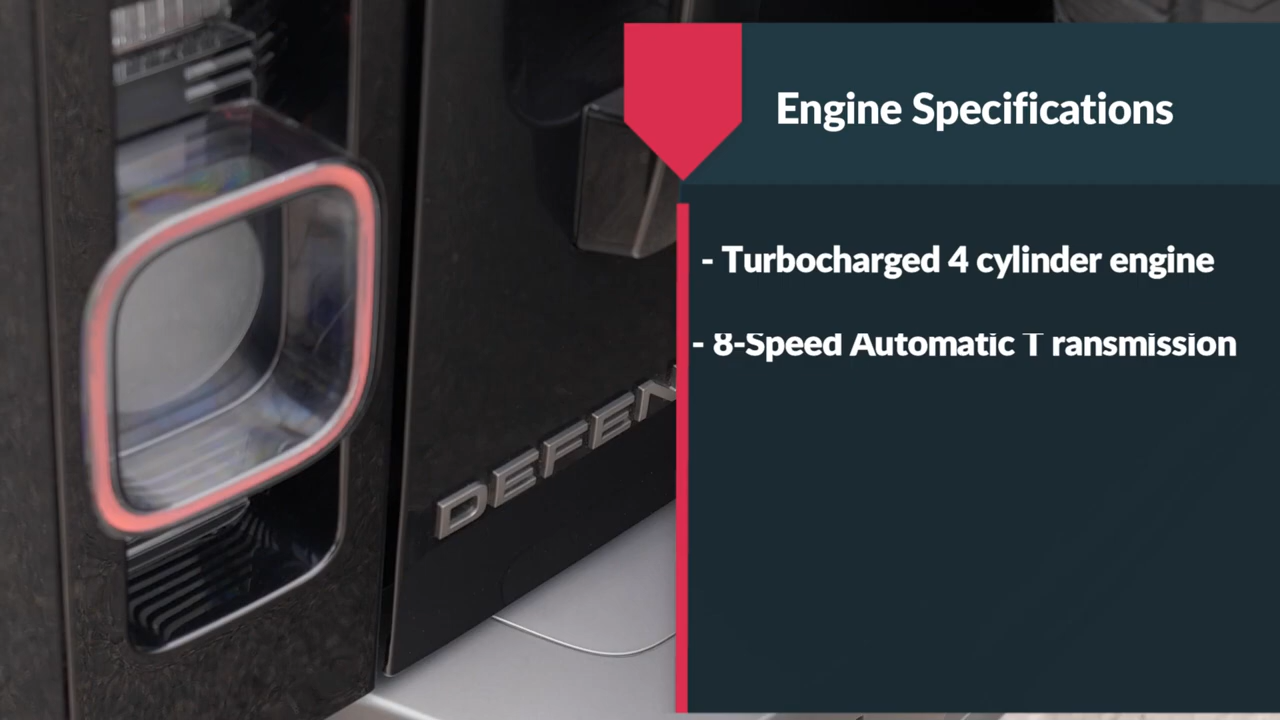 Engine Specifications
- Turbocharged 4 cylinder engine
- 8-Speed Automatic T ransmission
DEFEN